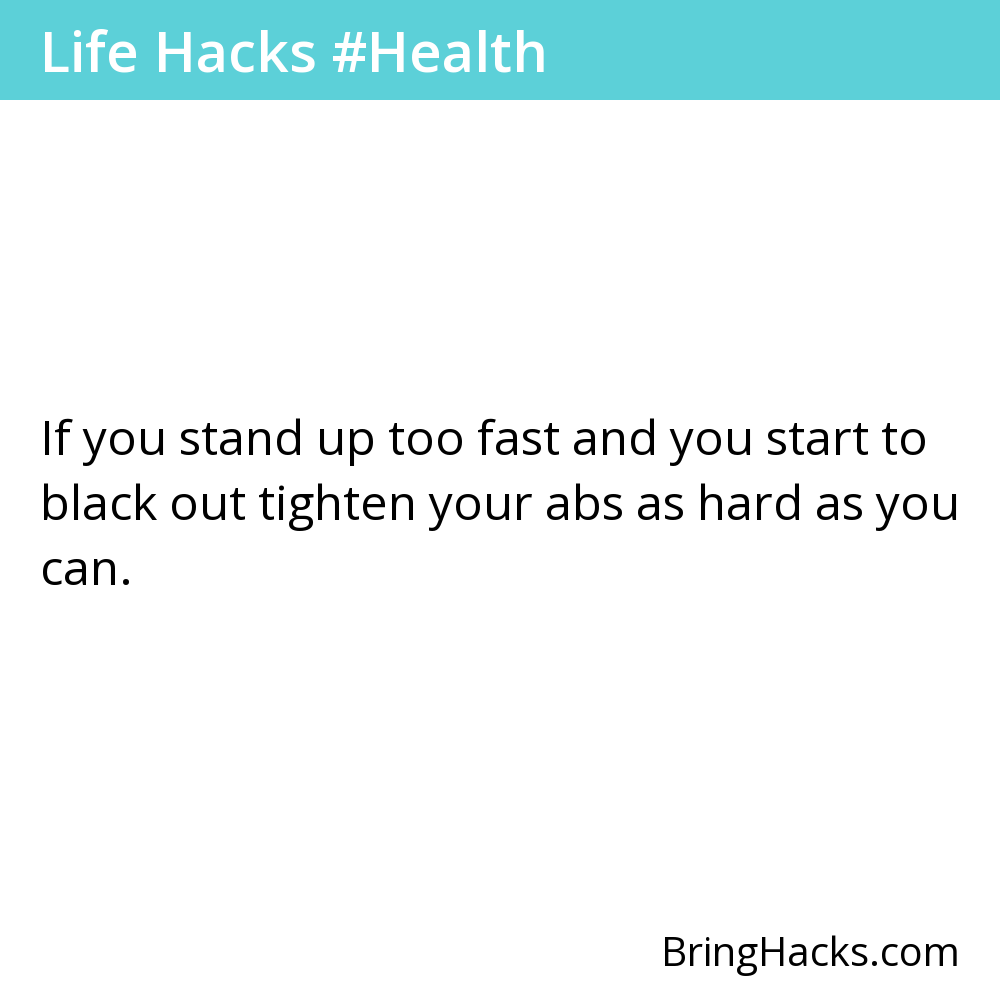 Life Hacks #Health
If you stand up too fast and you start to
black out tighten your abs as hard as you
can.
BringHacks.com